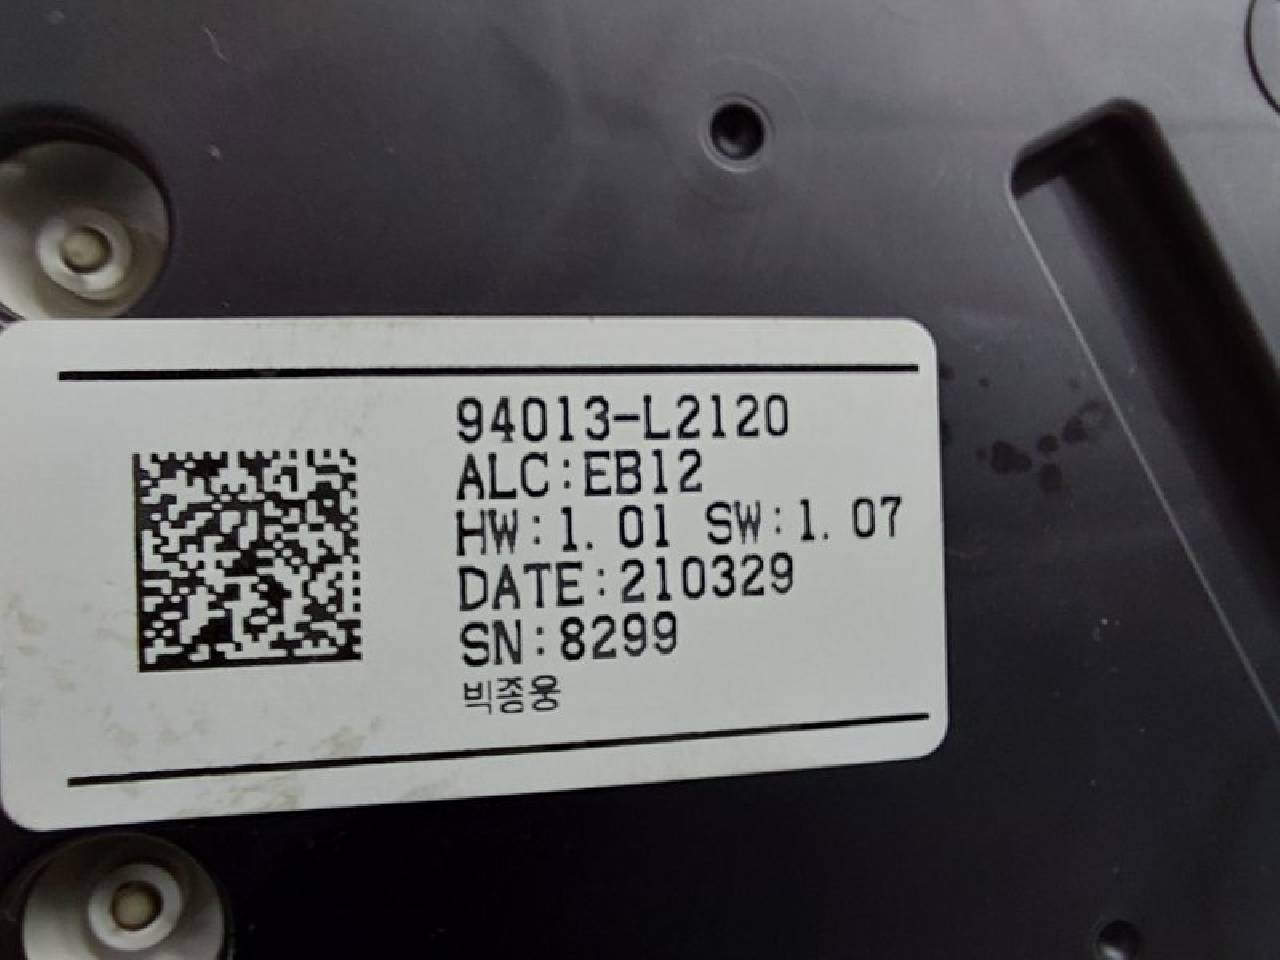 94013-L2120
ALC:EB12
HW:1.01 SW:1.07
DATE:210329
SN:8299
빅종웅